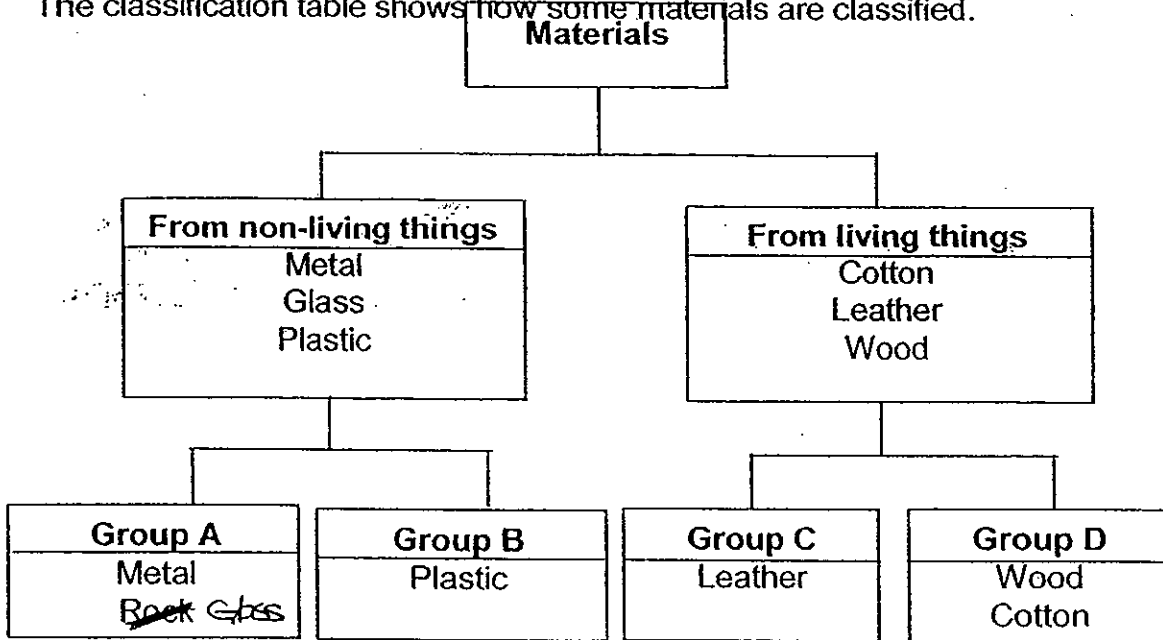 The classification table shows how some materials are classified.
Materials
From non-living things
Metal
Glass
Plastic
From living things
Cotton
Leather
Wood
Group A
Metal
Rock Glass
Group B
Plastic
Group C
Leather
Group D
Wood
Cotton